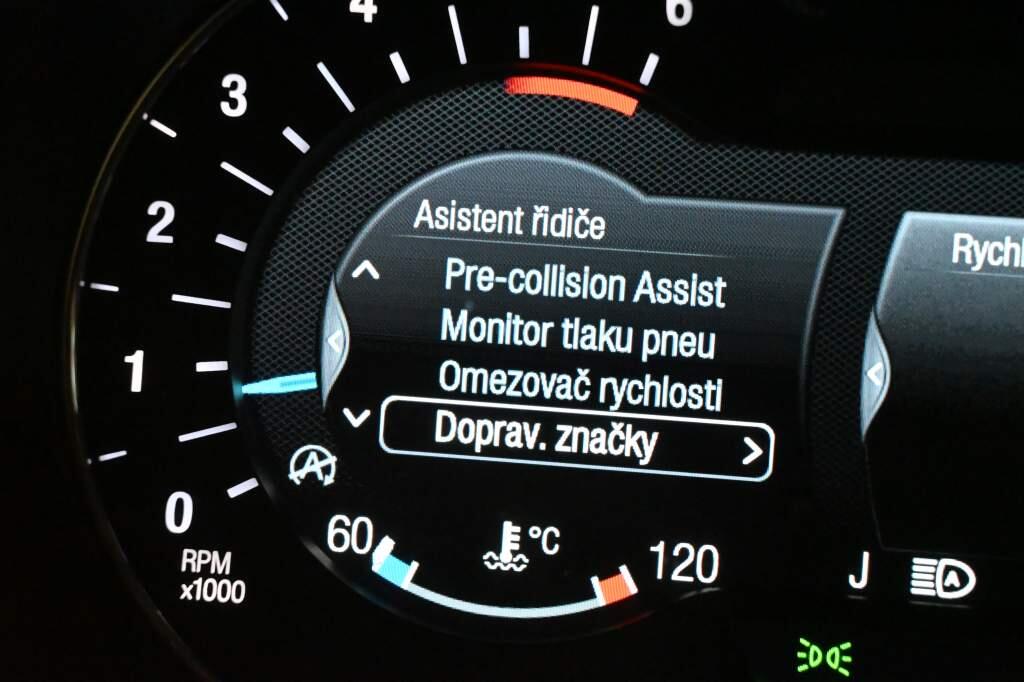 4
6
3
2
1
0
RPM
x1000
Asistent řidiče
Pre-collision Assist
Monitor tlaku pneu
Omezovač rychlosti
Doprav. značky
A
60
°C
120
J
A